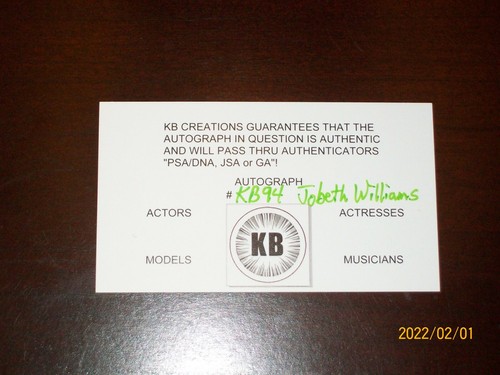 KB CREATIONS GUARANTEES THAT THE
AUTOGRAPH IN QUESTION IS AUTHENTIC
AND WILL PASS THRU AUTHENTICATORS
"PSA/DNA, JSA or GA"!
AUTOGRAPH
# KB94 Jobeth Williams
ACTORS ACTRESSES
KB
MODELS MUSICIANS
2022/02/01